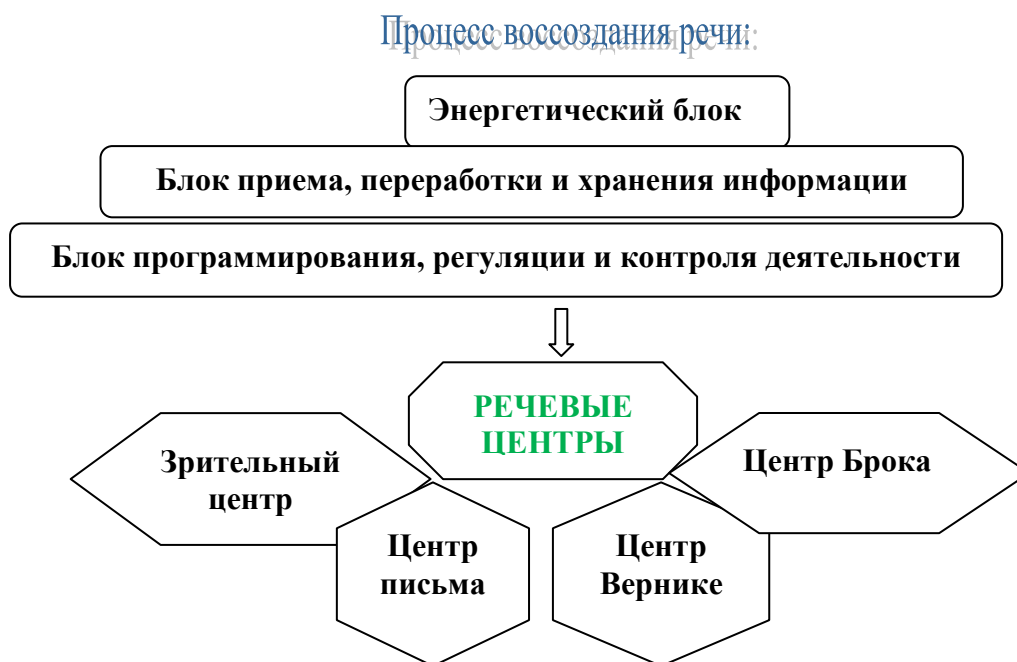 Процесс воссоздания речи:
Энергетический блок
Блок приема, переработки и хранения информации
Блок программирования, регуляции и контроля деятельности
РЕЧЕВЫЕ
ЦЕНТРЫ
Зрительный
центр
Центр Брока
Центр
письма
Центр
Вернике